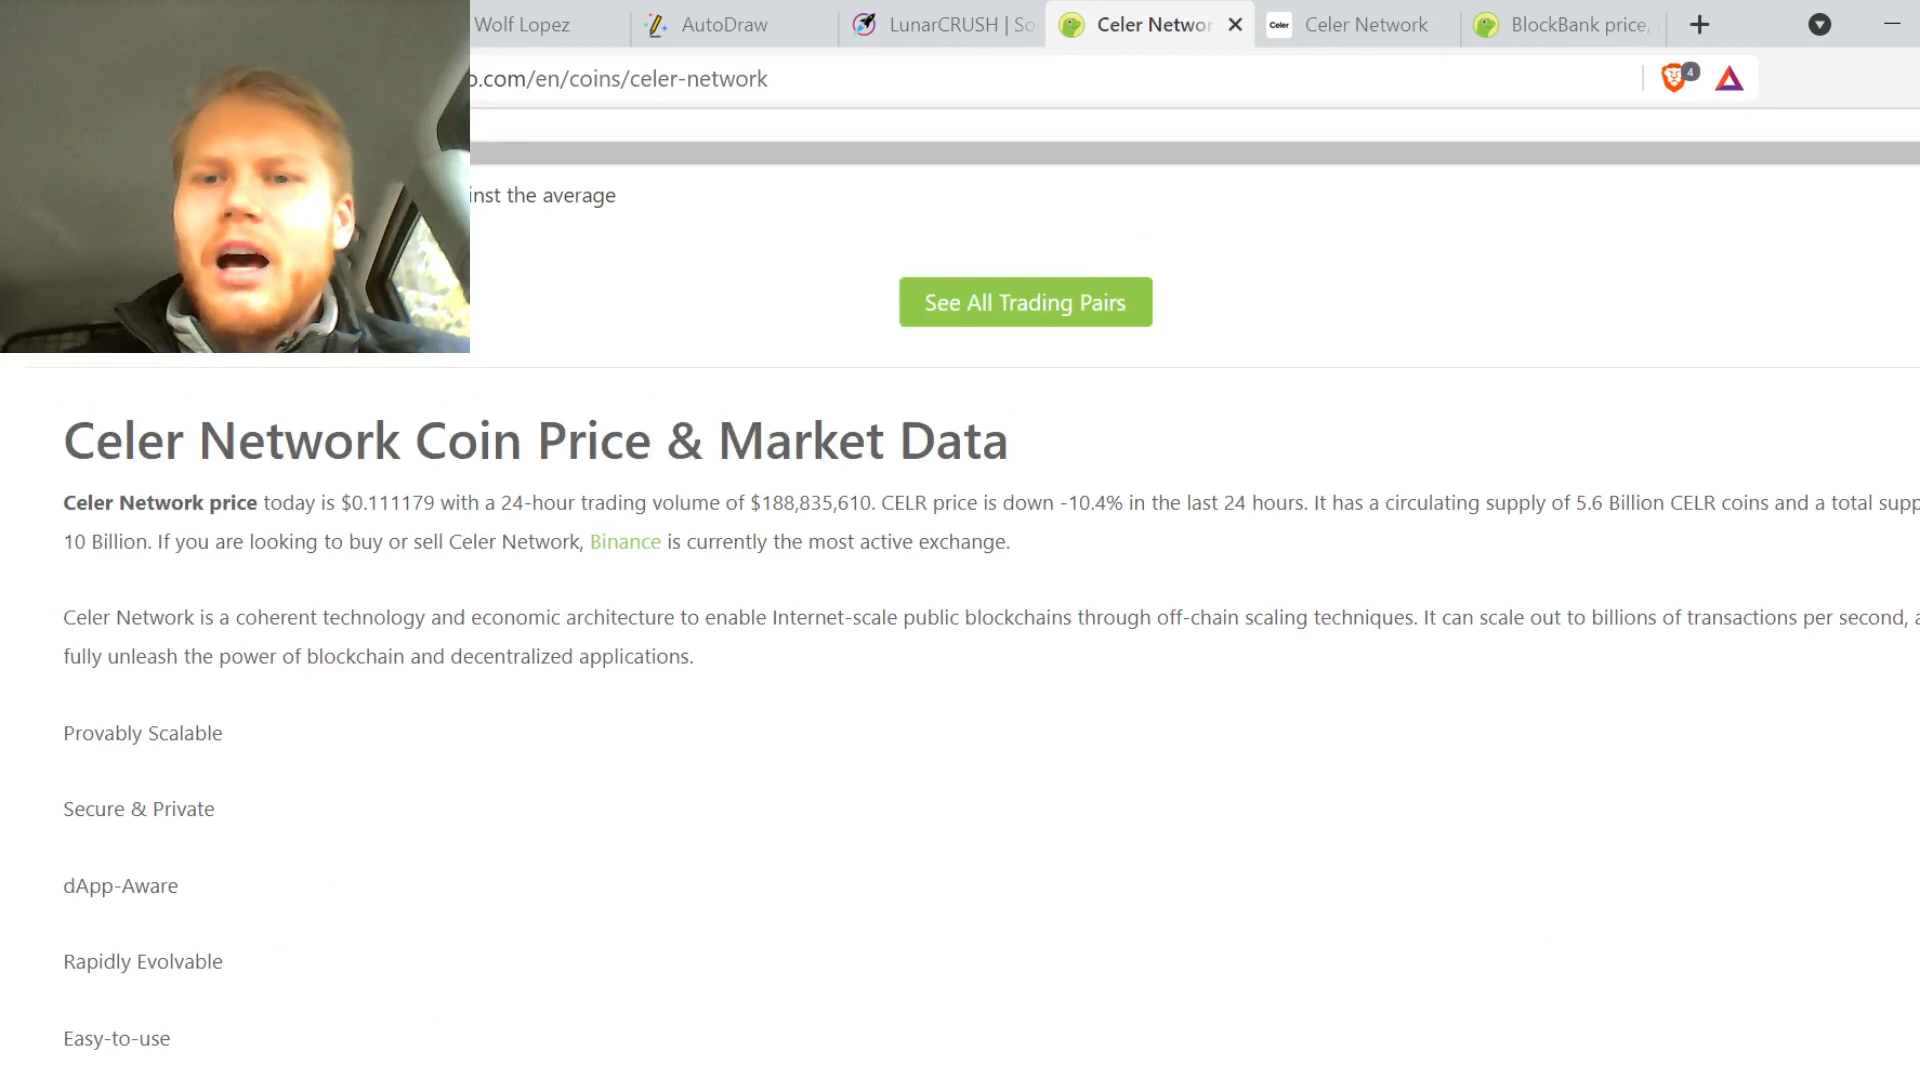 Wolf Lopez
AutoDraw
LunarCRUSH | So
Celer Networ
Celer
Celer Network
BlockBank price,
.com/en/coins/celer-network
4
inst the average
See All Trading Pairs
Celer Network Coin Price & Market Data
Celer Network price today is $0.111179 with a 24-hour trading volume of $188,835,610. CELR price is down -10.4% in the last 24 hours. It has a circulating supply of 5.6 Billion CELR coins and a total supp
10 Billion. If you are looking to buy or sell Celer Network, Binance is currently the most active exchange.
Celer Network is a coherent technology and economic architecture to enable Internet-scale public blockchains through off-chain scaling techniques. It can scale out to billions of transactions per second, a
fully unleash the power of blockchain and decentralized applications.
Provably Scalable
Secure & Private
dApp-Aware
Rapidly Evolvable
Easy-to-use